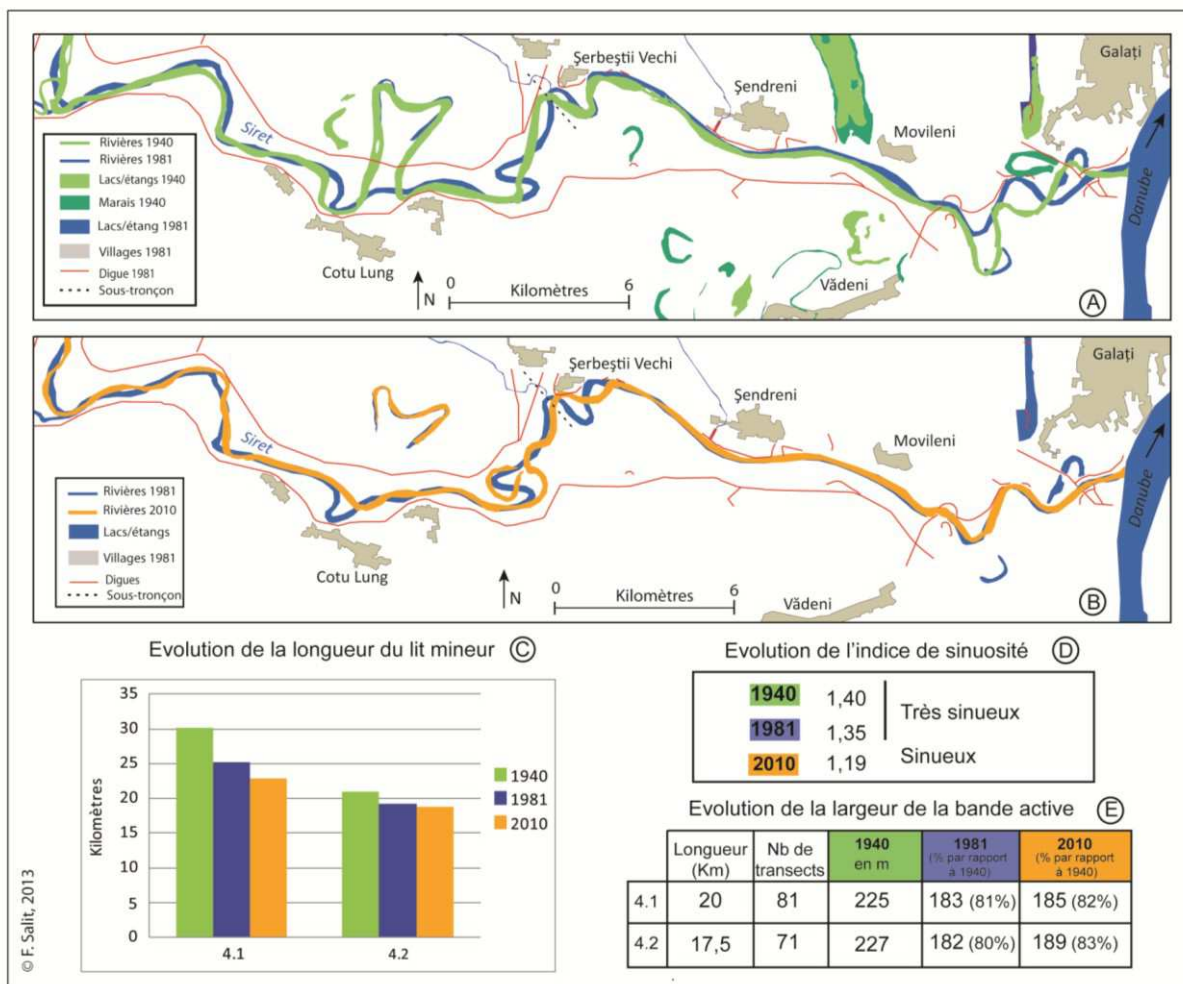 Şerbeştii Vechi
Galaţi
Şendreni
Movileni
Siret
Danube
Cotu Lung
Vădeni
Rivières 1940
Rivières 1981
Lacs/étangs 1940
Marais 1940
Lacs/étang 1981
Villages 1981
Digue 1981
Sous-tronçon
N
0 6
Kilomètres
A
Şerbeştii Vechi
Galaţi
Şendreni
Movileni
Siret
Danube
Cotu Lung
Vădeni
Rivières 1981
Rivières 2010
Lacs/étangs
Villages 1981
Digues
Sous-tronçon
N
0 6
Kilomètres
B
Evolution de la longueur du lit mineur C
Kilomètres
35
30
25
20
15
10
5
0
4.1 4.2
1940
1981
2010
Evolution de l'indice de sinuosité D
1940 1,40
1981 1,35
Très sinueux
2010 1,19 Sinueux
Evolution de la largeur de la bande active E
Longueur (Km) Nb de transects 1940 en m 1981 (% par rapport à 1940) 2010 (% par rapport à 1940)
4.1 20 81 225 183 (81%) 185 (82%)
4.2 17,5 71 227 182 (80%) 189 (83%)
© F. Salit, 2013